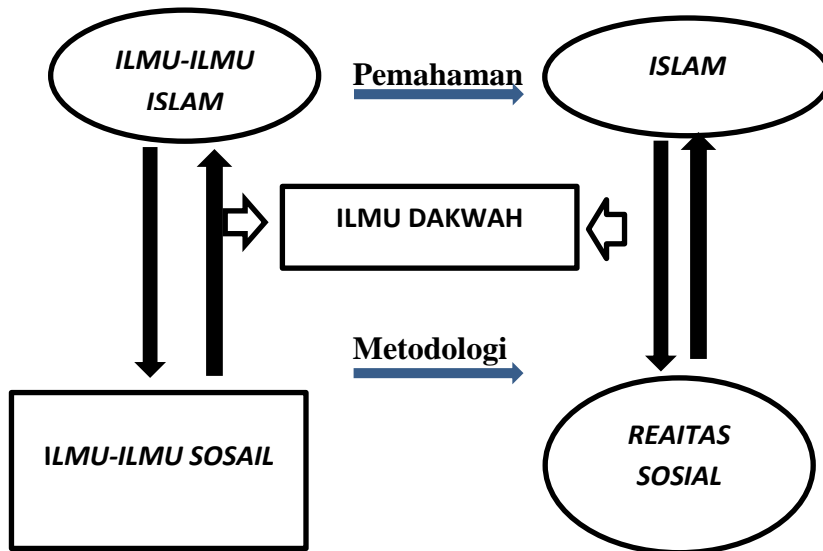 ILMU-ILMU
ISLAM
Pemahaman
ISLAM
ILMU DAKWAH
Metodologi
ILMU-ILMU SOSAIL
REAITAS
SOSIAL